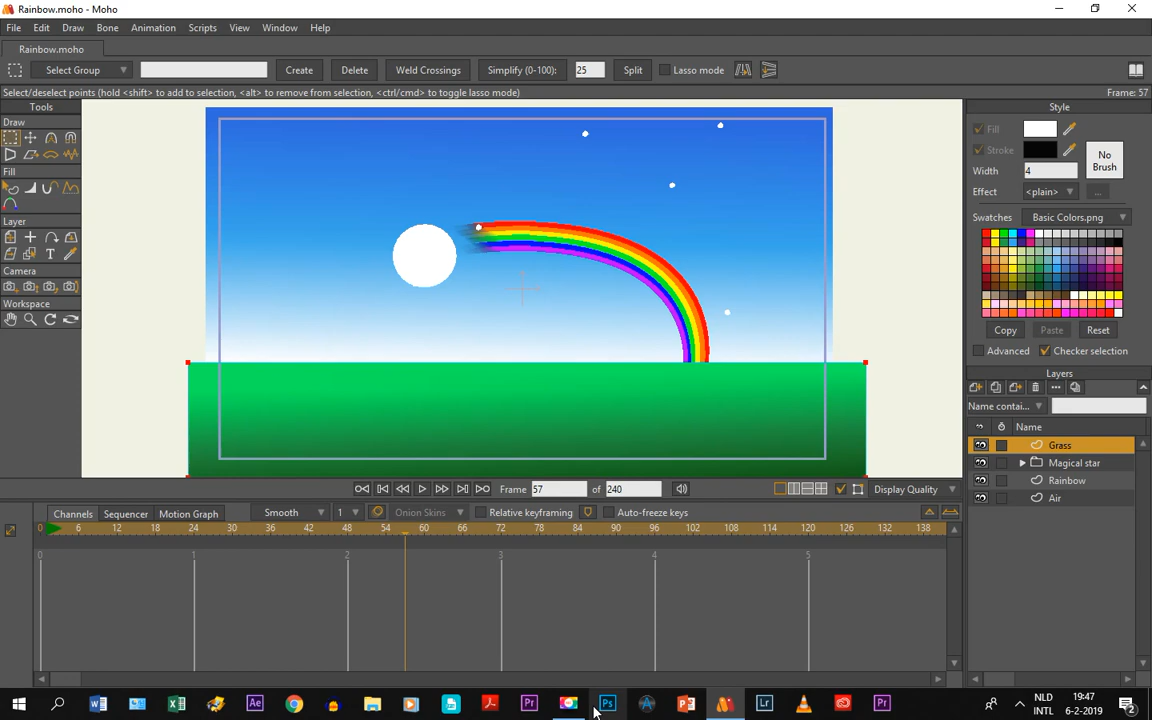 Rainbow.moho - Moho
File Edit Draw Bone Animation Scripts View Window Help
Rainbow.moho
Select Group Create Delete Weld Crossings Simplify (0-100): 25 Split Lasso mode
Select/deselect points (hold <shift> to add to selection, <alt> to remove from selection, <ctrl/cmd> to toggle lasso mode) Frame: 57
Tools
Draw
Fill
Layer
Camera
Workspace
Style
Fill
Stroke
No Brush
Width 4
Effect <plain> ...
Swatches Basic Colors.png
Copy Paste Reset
Advanced Checker selection
Layers
Name contai...
Name
Grass
Magical star
Rainbow
Air
Frame 57 of 240 Display Quality
Channels Sequencer Motion Graph Smooth 1 Onion Skins Relative keyframing Auto-freeze keys
0 6 12 18 24 30 36 42 48 54 60 66 72 78 84 90 96 102 108 114 120 126 132 138
0 1 2 3 4 5
NLD 19:47
INTL 6-2-2019 2